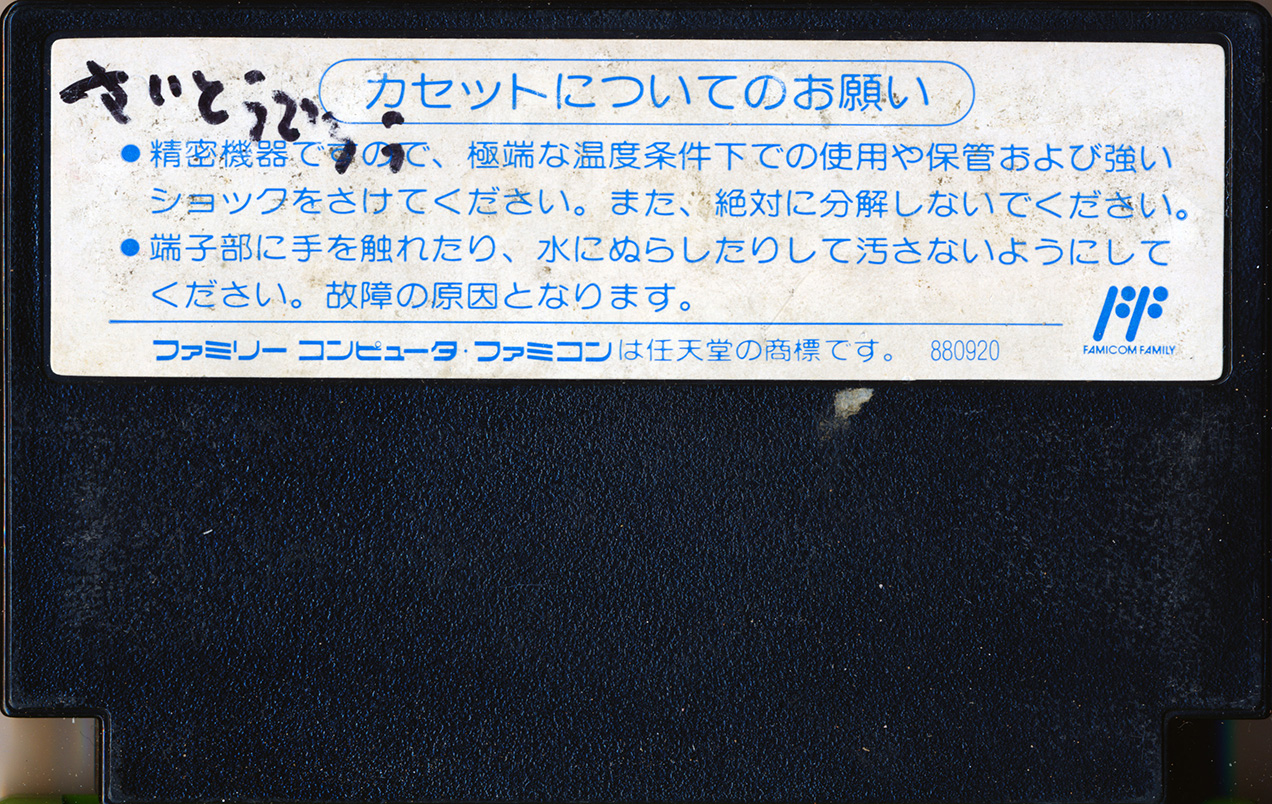 さいとう
カセットについてのお願い
●精密機器ですので、極端な温度条件下での使用や保管および強い
ショックをさけてください。また、絶対に分解しないでください。
●端子部に手を触れたり、水にぬらしたりして汚さないようにして
ください。故障の原因となります。
ファミリーコンピュータ・ファミコンは任天堂の商標です。 880920
FAMICOM FAMILY